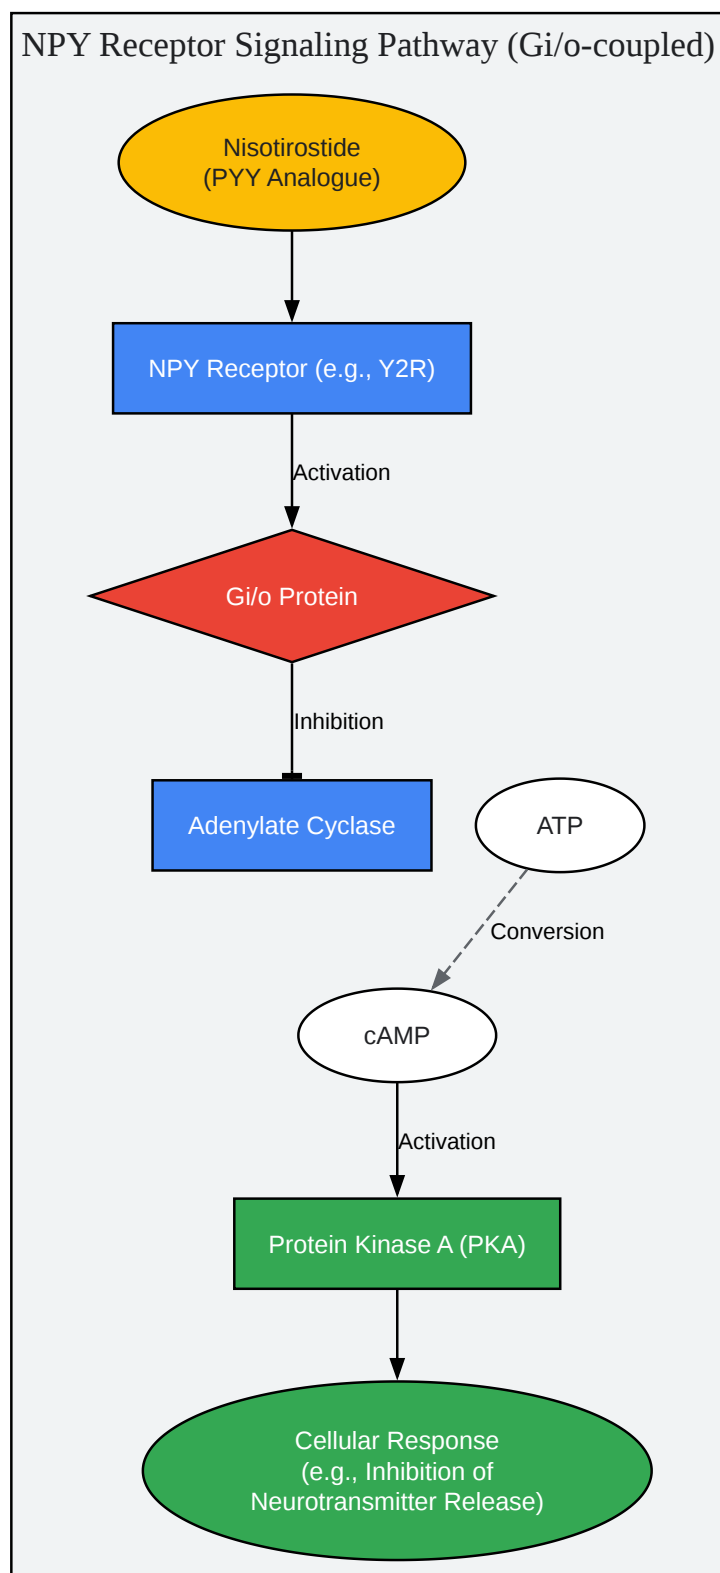 NPY Receptor Signaling Pathway (Gi/o-coupled)
Nisotirostide
(PYY Analogue)
NPY Receptor (e.g., Y2R)
Activation
Gi/o Protein
Inhibition
Adenylate Cyclase
ATP
Conversion
cAMP
Activation
Protein Kinase A (PKA)
Cellular Response
(e.g., Inhibition of
Neurotransmitter Release)